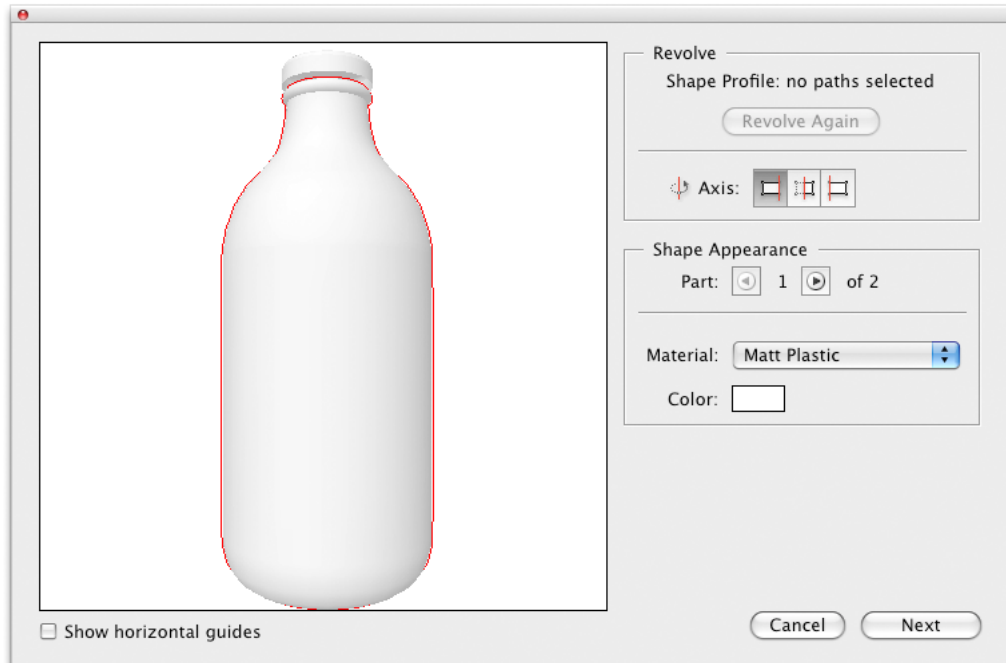 Revolve
Shape Profile: no paths selected
Revolve Again
Axis:
Shape Appearance
Part: 1 of 2
Material: Matt Plastic
Color:
Show horizontal guides
Cancel Next